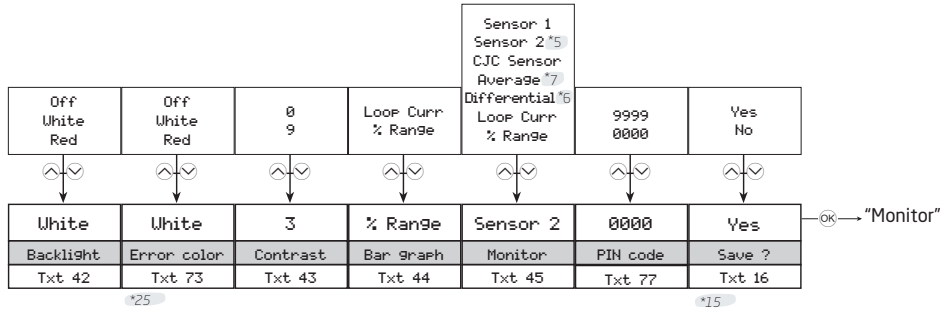 Sensor 1
Sensor 2 *5
CJC Sensor
Average *7
Differential *6
Loop Curr
% Range
Off
White
Red
Off
White
Red
0
9
Loop Curr
% Range
9999
0000
Yes
No
White
White
3
% Range
Sensor 2
0000
Yes
OK
"Monitor"
Backlight
Error color
Contrast
Bar graph
Monitor
PIN code
Save ?
Txt 42
Txt 73
Txt 43
Txt 44
Txt 45
Txt 77
Txt 16
*25
*15